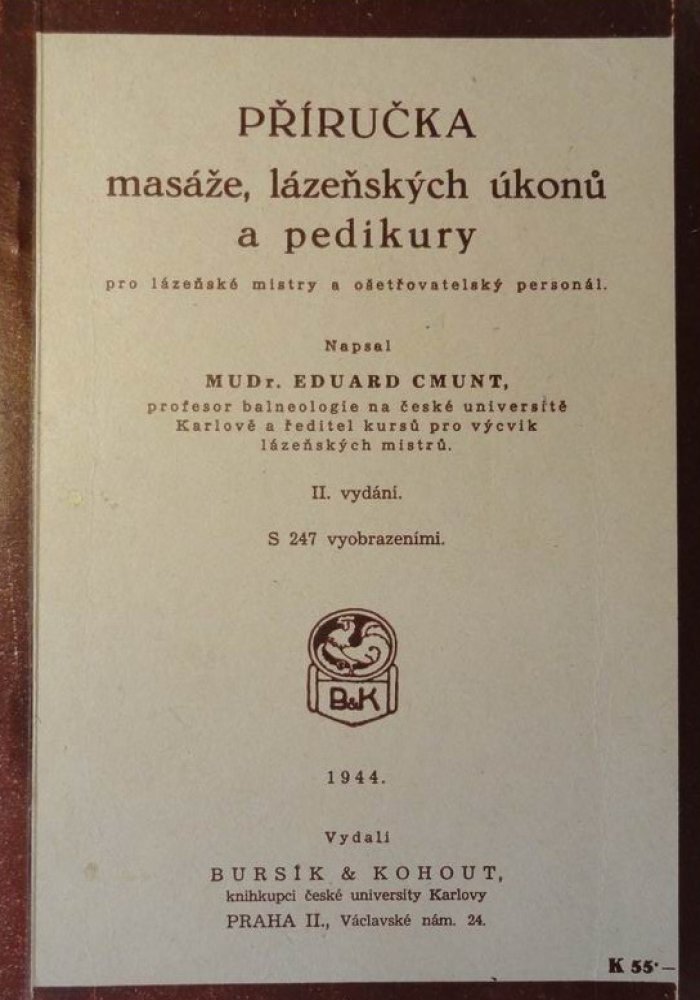 PŘÍRUČKA
masáže, lázeňských úkonů
a pedikury
pro lázeňské mistry a ošetřovatelský personál.
Napsal
MUDr. EDUARD CMUNT,
profesor balneologie na české universitě
Karlově a ředitel kursů pro výcvik
lázeňských mistrů.
II. vydání.
S 247 vyobrazeními.
B&K
1944.
Vydali
BURSÍK & KOHOUT,
knihkupci české university Karlovy
PRAHA II., Václavské nám. 24.
K 55·—